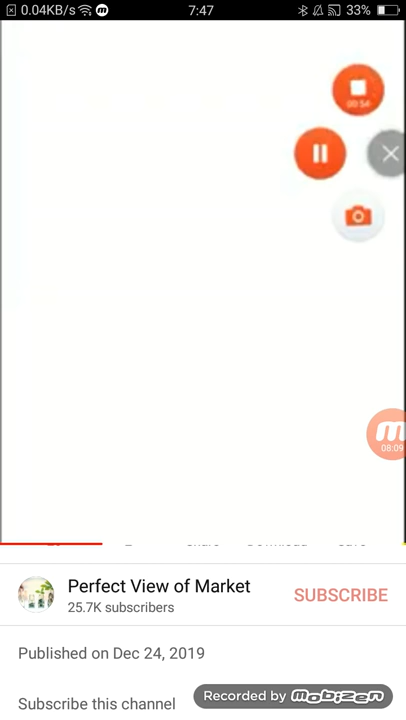 0.04KB/s m 7:47 33%
00:54
m
08:09
Perfect View of Market
25.7K subscribers
SUBSCRIBE
Published on Dec 24, 2019
Subscribe this channel
Recorded by mobizen